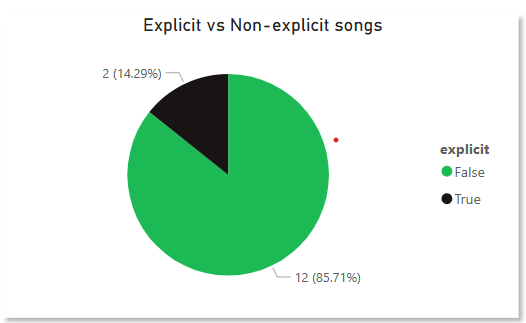 Explicit vs Non-explicit songs
2 (14.29%)
explicit
False
True
12 (85.71%)